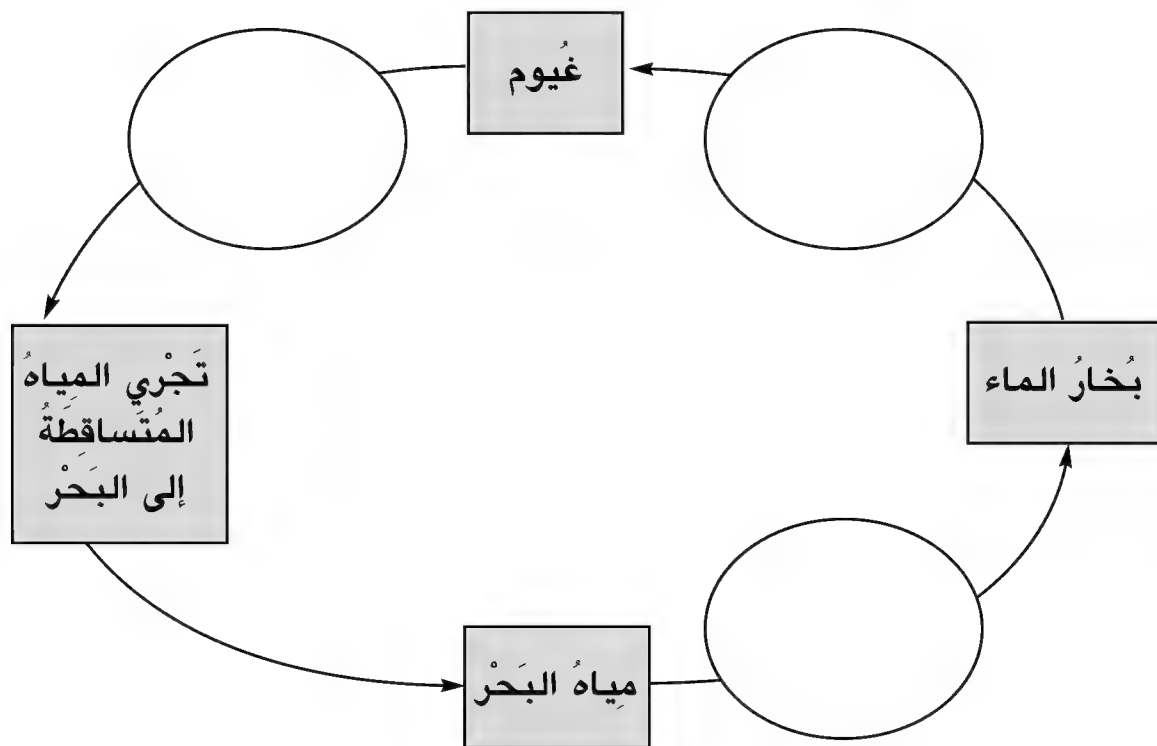 غُيوم
بُخارُ الماء
تَجْري المِياهُ
المُتَساقِطَةُ
إلى البَحْر
مِياهُ البَحْر